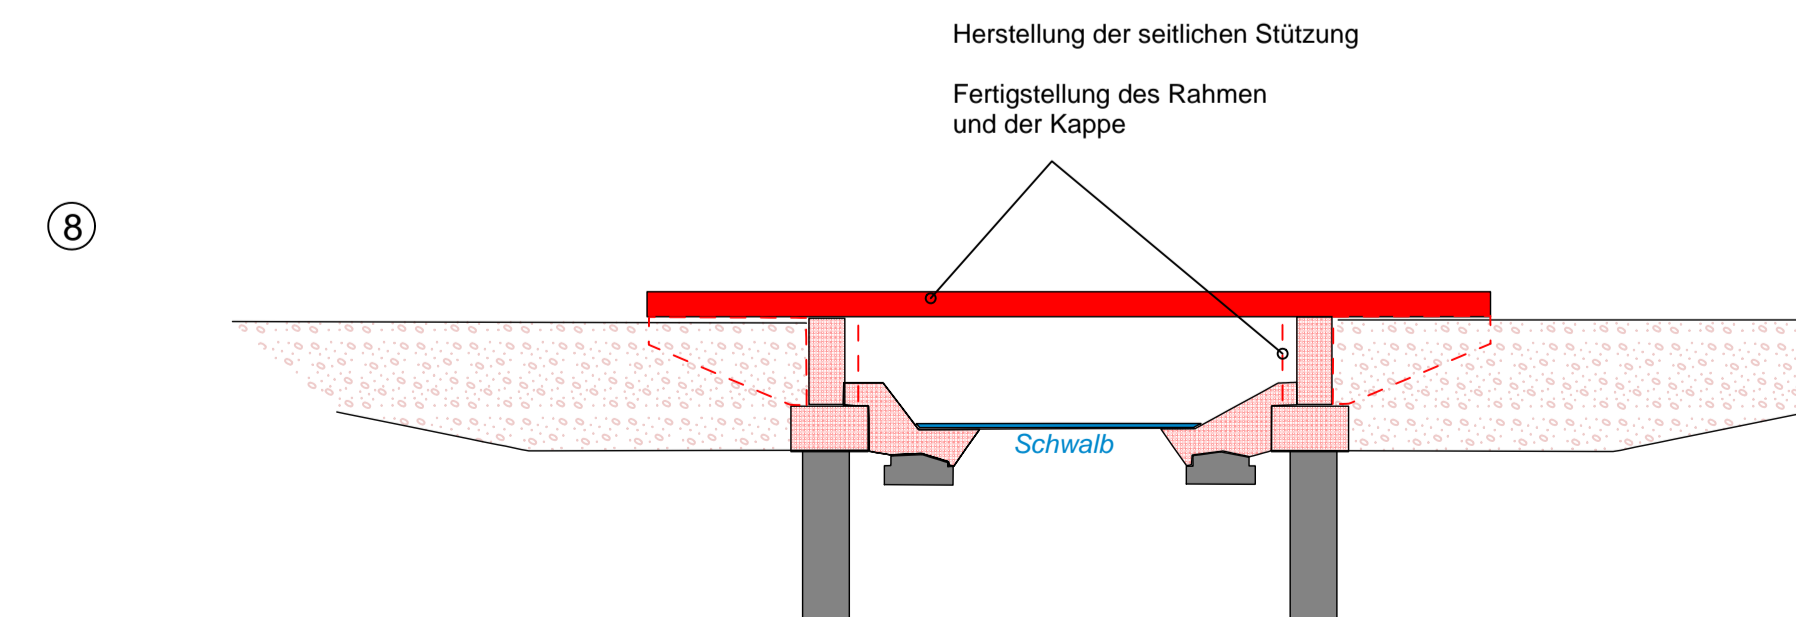 Herstellung der seitlichen Stützung
Fertigstellung des Rahmen
und der Kappe
8
Schwalb